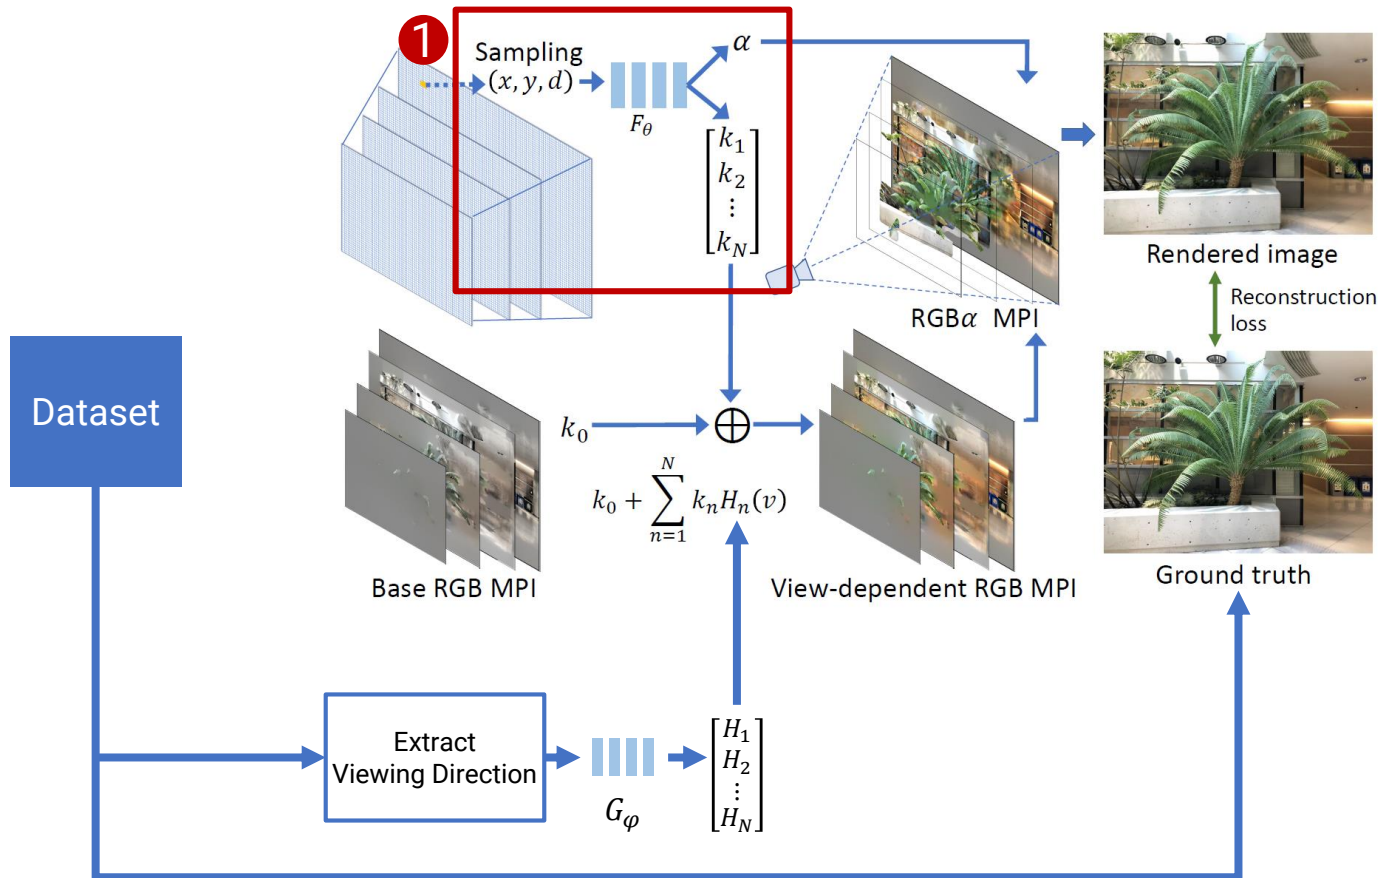 1
Sampling
(x, y, d)
F_θ
α
[k_1
k_2
⋮
k_N]
RGBα MPI
Rendered image
Reconstruction
loss
Dataset
k_0
⊕
k_0 + ∑_{n=1}^{N} k_n H_n(v)
Base RGB MPI
View-dependent RGB MPI
Ground truth
Extract
Viewing Direction
G_φ
[H_1
H_2
⋮
H_N]